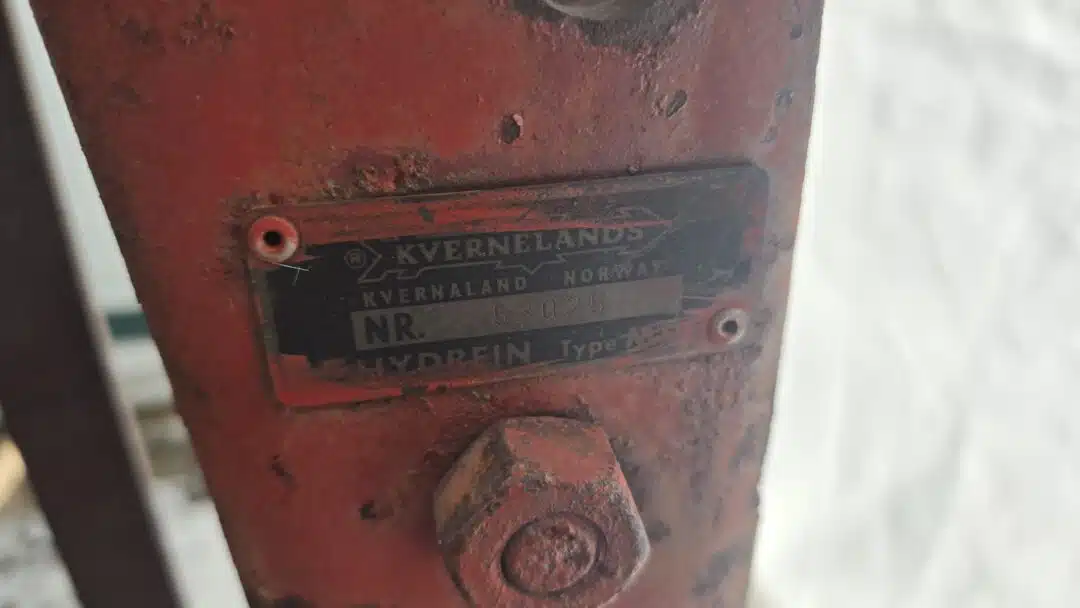 ® KVERNELANDS
KVERNALAND NORWAY
NR.
HYDREIN Type